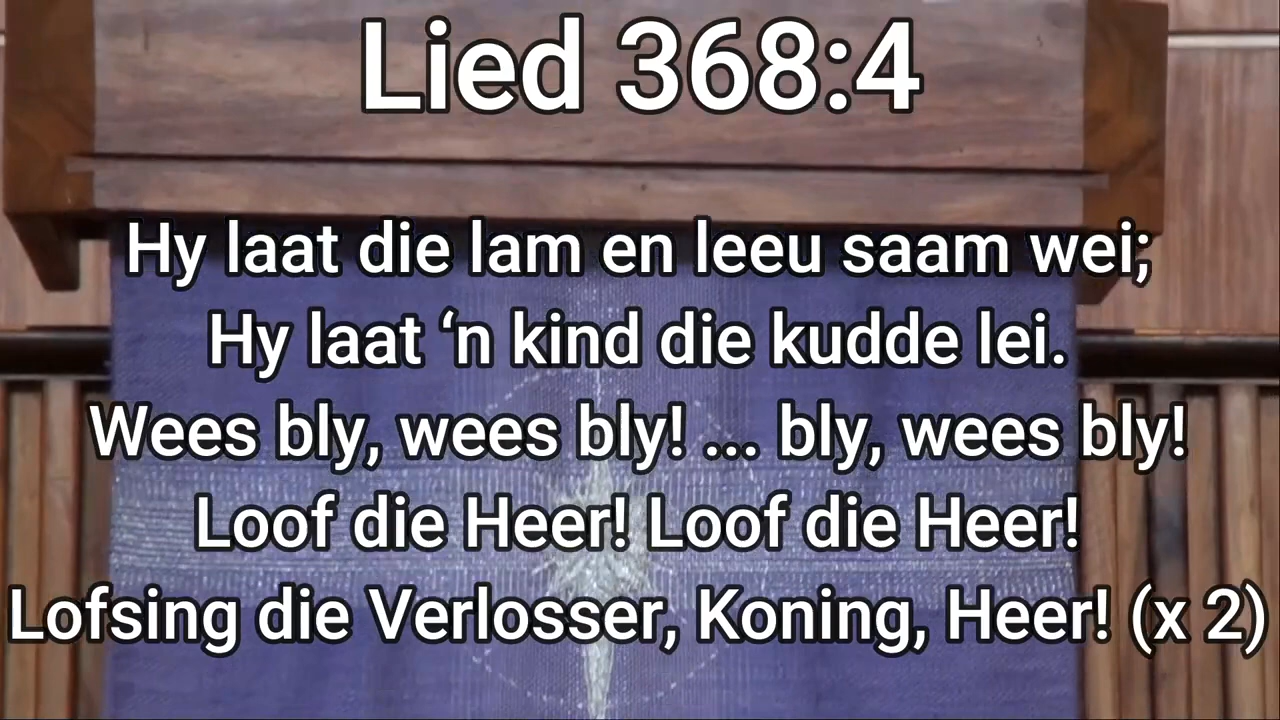 Lied 368:4
Hy laat die lam en leeu saam wei;
Hy laat ‘n kind die kudde lei.
Wees bly, wees bly! ... bly, wees bly!
Loof die Heer! Loof die Heer!
Lofsing die Verlosser, Koning, Heer! (x 2)